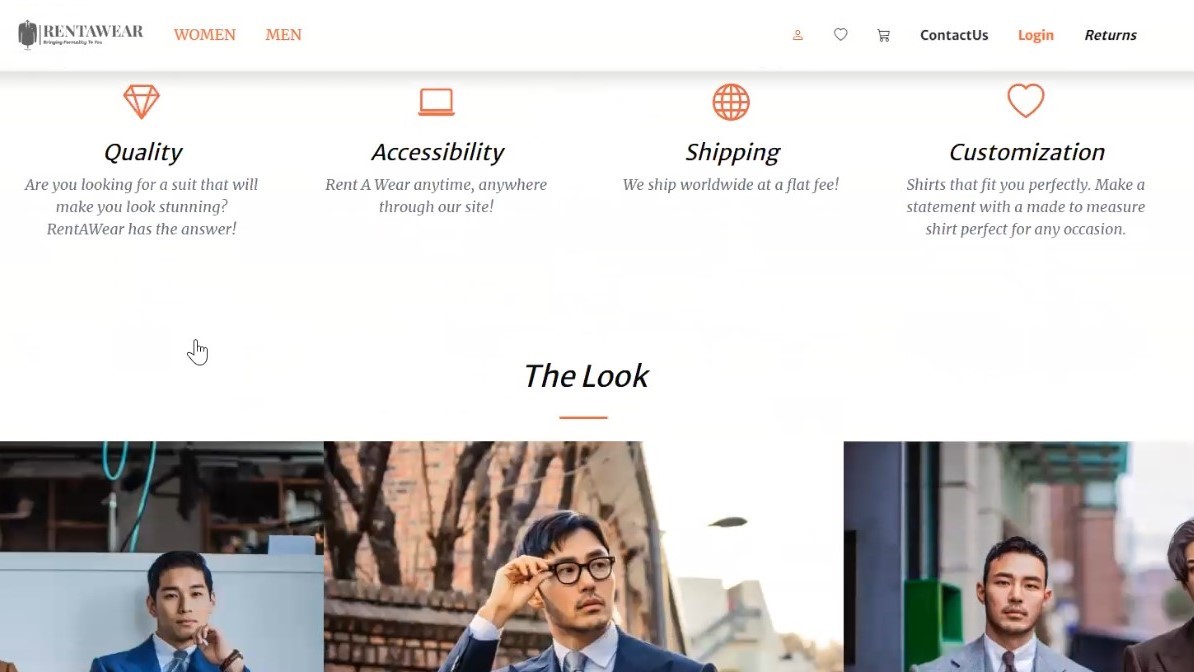 RENTAWEAR
Bringing Formality To You
WOMEN MEN
ContactUs Login Returns
Quality
Are you looking for a suit that will
make you look stunning?
RentAWear has the answer!
Accessibility
Rent A Wear anytime, anywhere
through our site!
Shipping
We ship worldwide at a flat fee!
Customization
Shirts that fit you perfectly. Make a
statement with a made to measure
shirt perfect for any occasion.
The Look